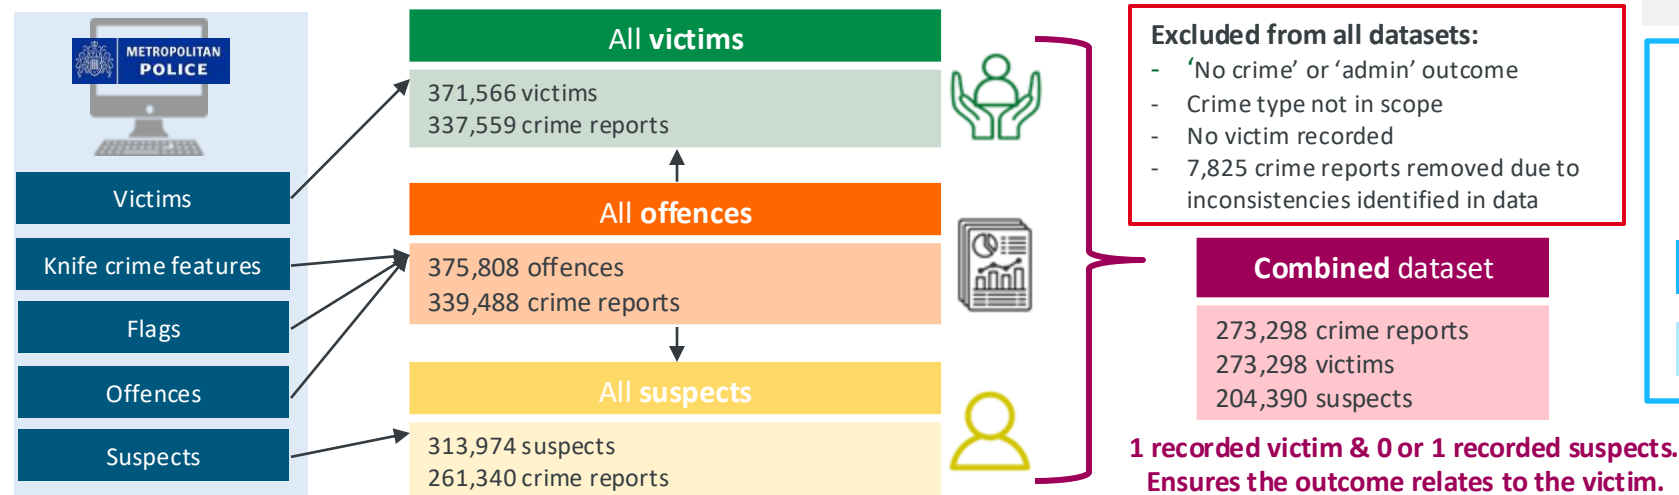 METROPOLITAN
POLICE
Victims
Knife crime features
Flags
Offences
Suspects
All victims
371,566 victims
337,559 crime reports
All offences
375,808 offences
339,488 crime reports
All suspects
313,974 suspects
261,340 crime reports
Excluded from all datasets:
- ‘No crime’ or ‘admin’ outcome
- Crime type not in scope
- No victim recorded
- 7,825 crime reports removed due to
inconsistencies identified in data
Combined dataset
273,298 crime reports
273,298 victims
204,390 suspects
1 recorded victim & 0 or 1 recorded suspects.
Ensures the outcome relates to the victim.